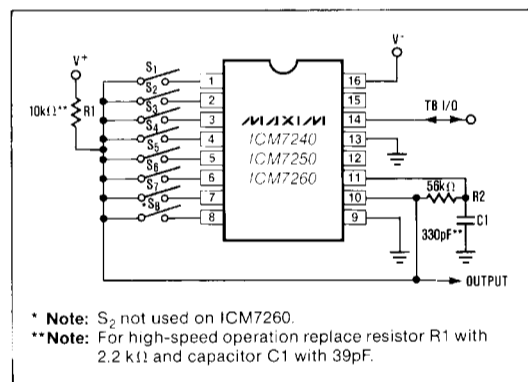 V+
V-
S1
1
16
S2
2
15
10kΩ** R1
S3
3
MAXIM
14
TB I/O
S4
4
ICM7240
13
S5
5
ICM7250
12
S6
6
ICM7260
11
S7
7
10
56kΩ
R2
*S8
8
9
C1
330pF**
OUTPUT
* Note: S2 not used on ICM7260.
**Note: For high-speed operation replace resistor R1 with
2.2 kΩ and capacitor C1 with 39pF.